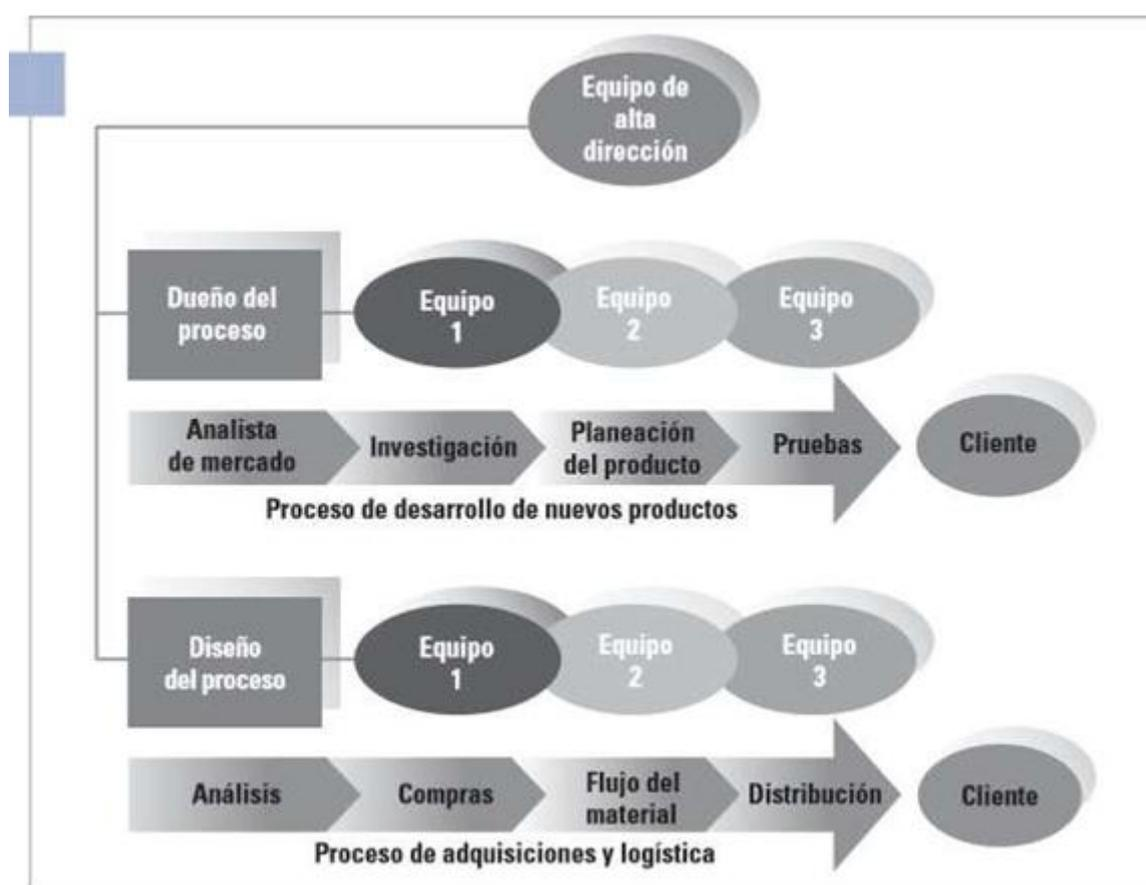 Equipo de
alta
dirección
Dueño del
proceso
Equipo
1
Equipo
2
Equipo
3
Analista
de mercado
Investigación
Planeación
del producto
Pruebas
Cliente
Proceso de desarrollo de nuevos productos
Diseño
del proceso
Equipo
1
Equipo
2
Equipo
3
Análisis
Compras
Flujo del
material
Distribución
Cliente
Proceso de adquisiciones y logística